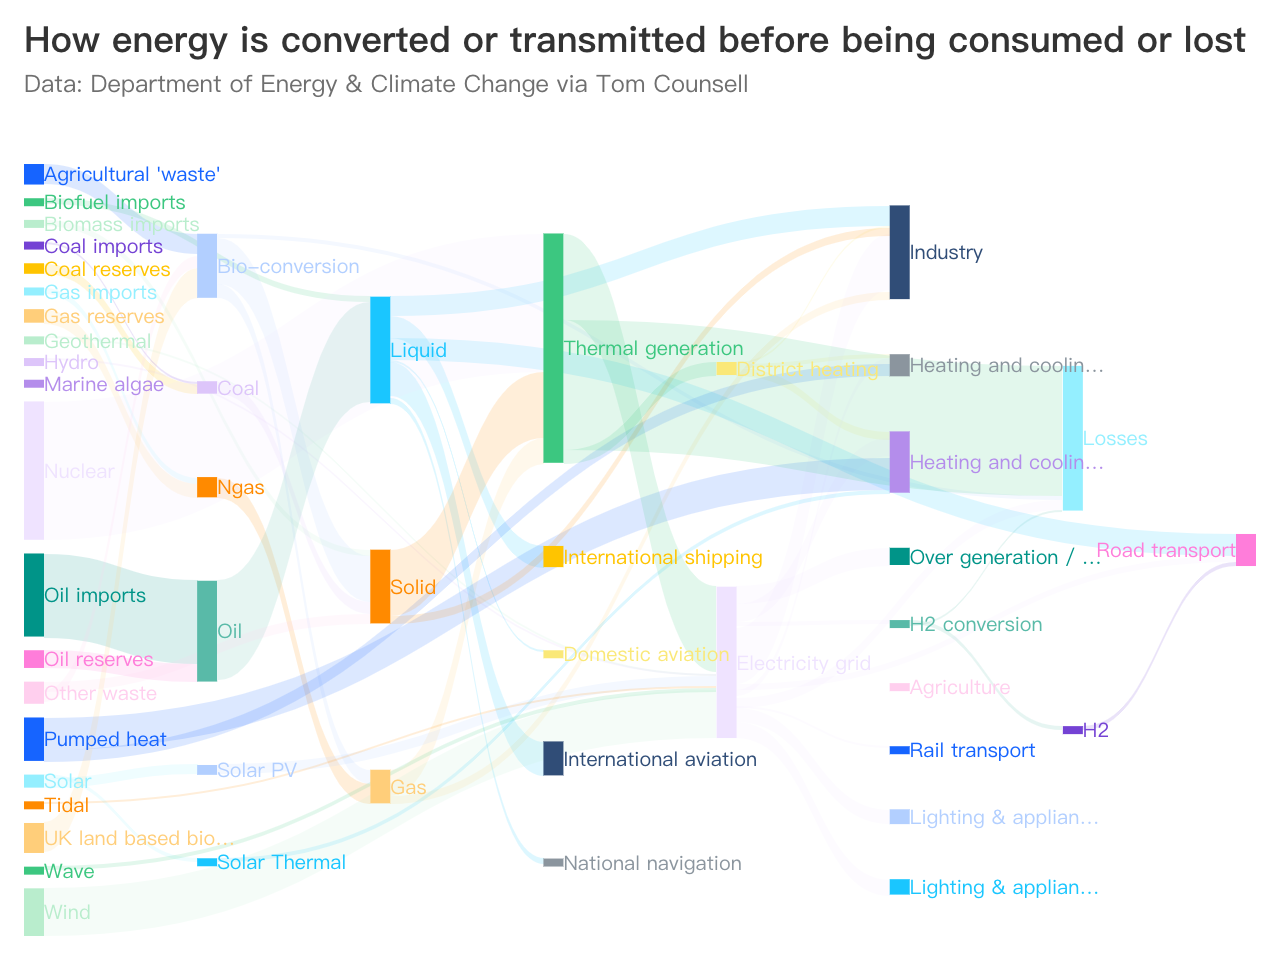 How energy is converted or transmitted before being consumed or lost
Data: Department of Energy & Climate Change via Tom Counsell
Agricultural 'waste'
Biofuel imports
Biomass imports
Coal imports
Coal reserves
Gas imports
Gas reserves
Geothermal
Hydro
Marine algae
Nuclear
Oil imports
Oil reserves
Other waste
Pumped heat
Solar
Tidal
UK land based bio...
Wave
Wind
Bio-conversion
Coal
Ngas
Oil
Solar PV
Solar Thermal
Liquid
Solid
Gas
Thermal generation
International shipping
Domestic aviation
International aviation
National navigation
District heating
Electricity grid
Industry
Heating and coolin...
Heating and coolin...
Over generation / ...
H2 conversion
Agriculture
Rail transport
Lighting & applian...
Lighting & applian...
Losses
H2
Road transport